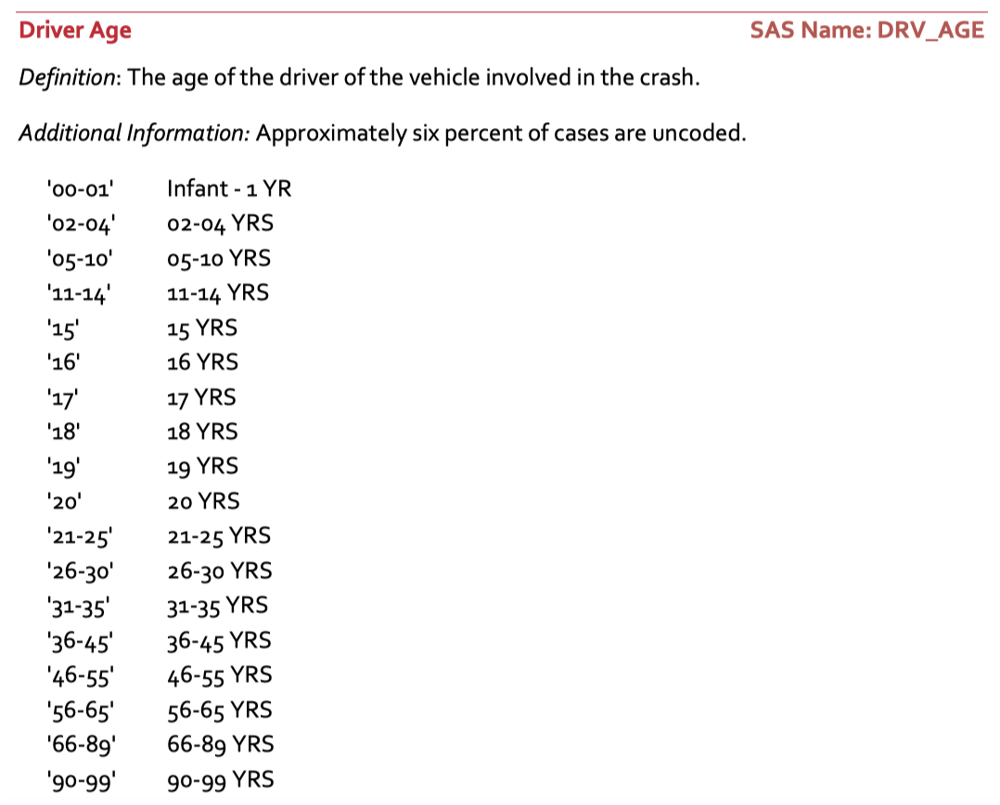 Driver Age SAS Name: DRV_AGE
Definition: The age of the driver of the vehicle involved in the crash.
Additional Information: Approximately six percent of cases are uncoded.
'00-01' Infant - 1 YR
'02-04' 02-04 YRS
'05-10' 05-10 YRS
'11-14' 11-14 YRS
'15' 15 YRS
'16' 16 YRS
'17' 17 YRS
'18' 18 YRS
'19' 19 YRS
'20' 20 YRS
'21-25' 21-25 YRS
'26-30' 26-30 YRS
'31-35' 31-35 YRS
'36-45' 36-45 YRS
'46-55' 46-55 YRS
'56-65' 56-65 YRS
'66-89' 66-89 YRS
'90-99' 90-99 YRS